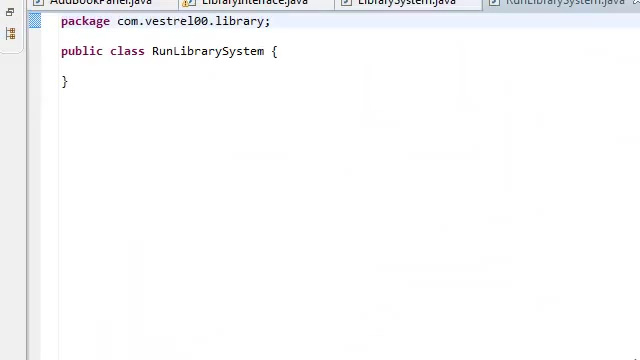 AddBookPanel.java LibraryInterface.java LibrarySystem.java RunLibrarySystem.java
package com.vestrel00.library;
public class RunLibrarySystem {
}